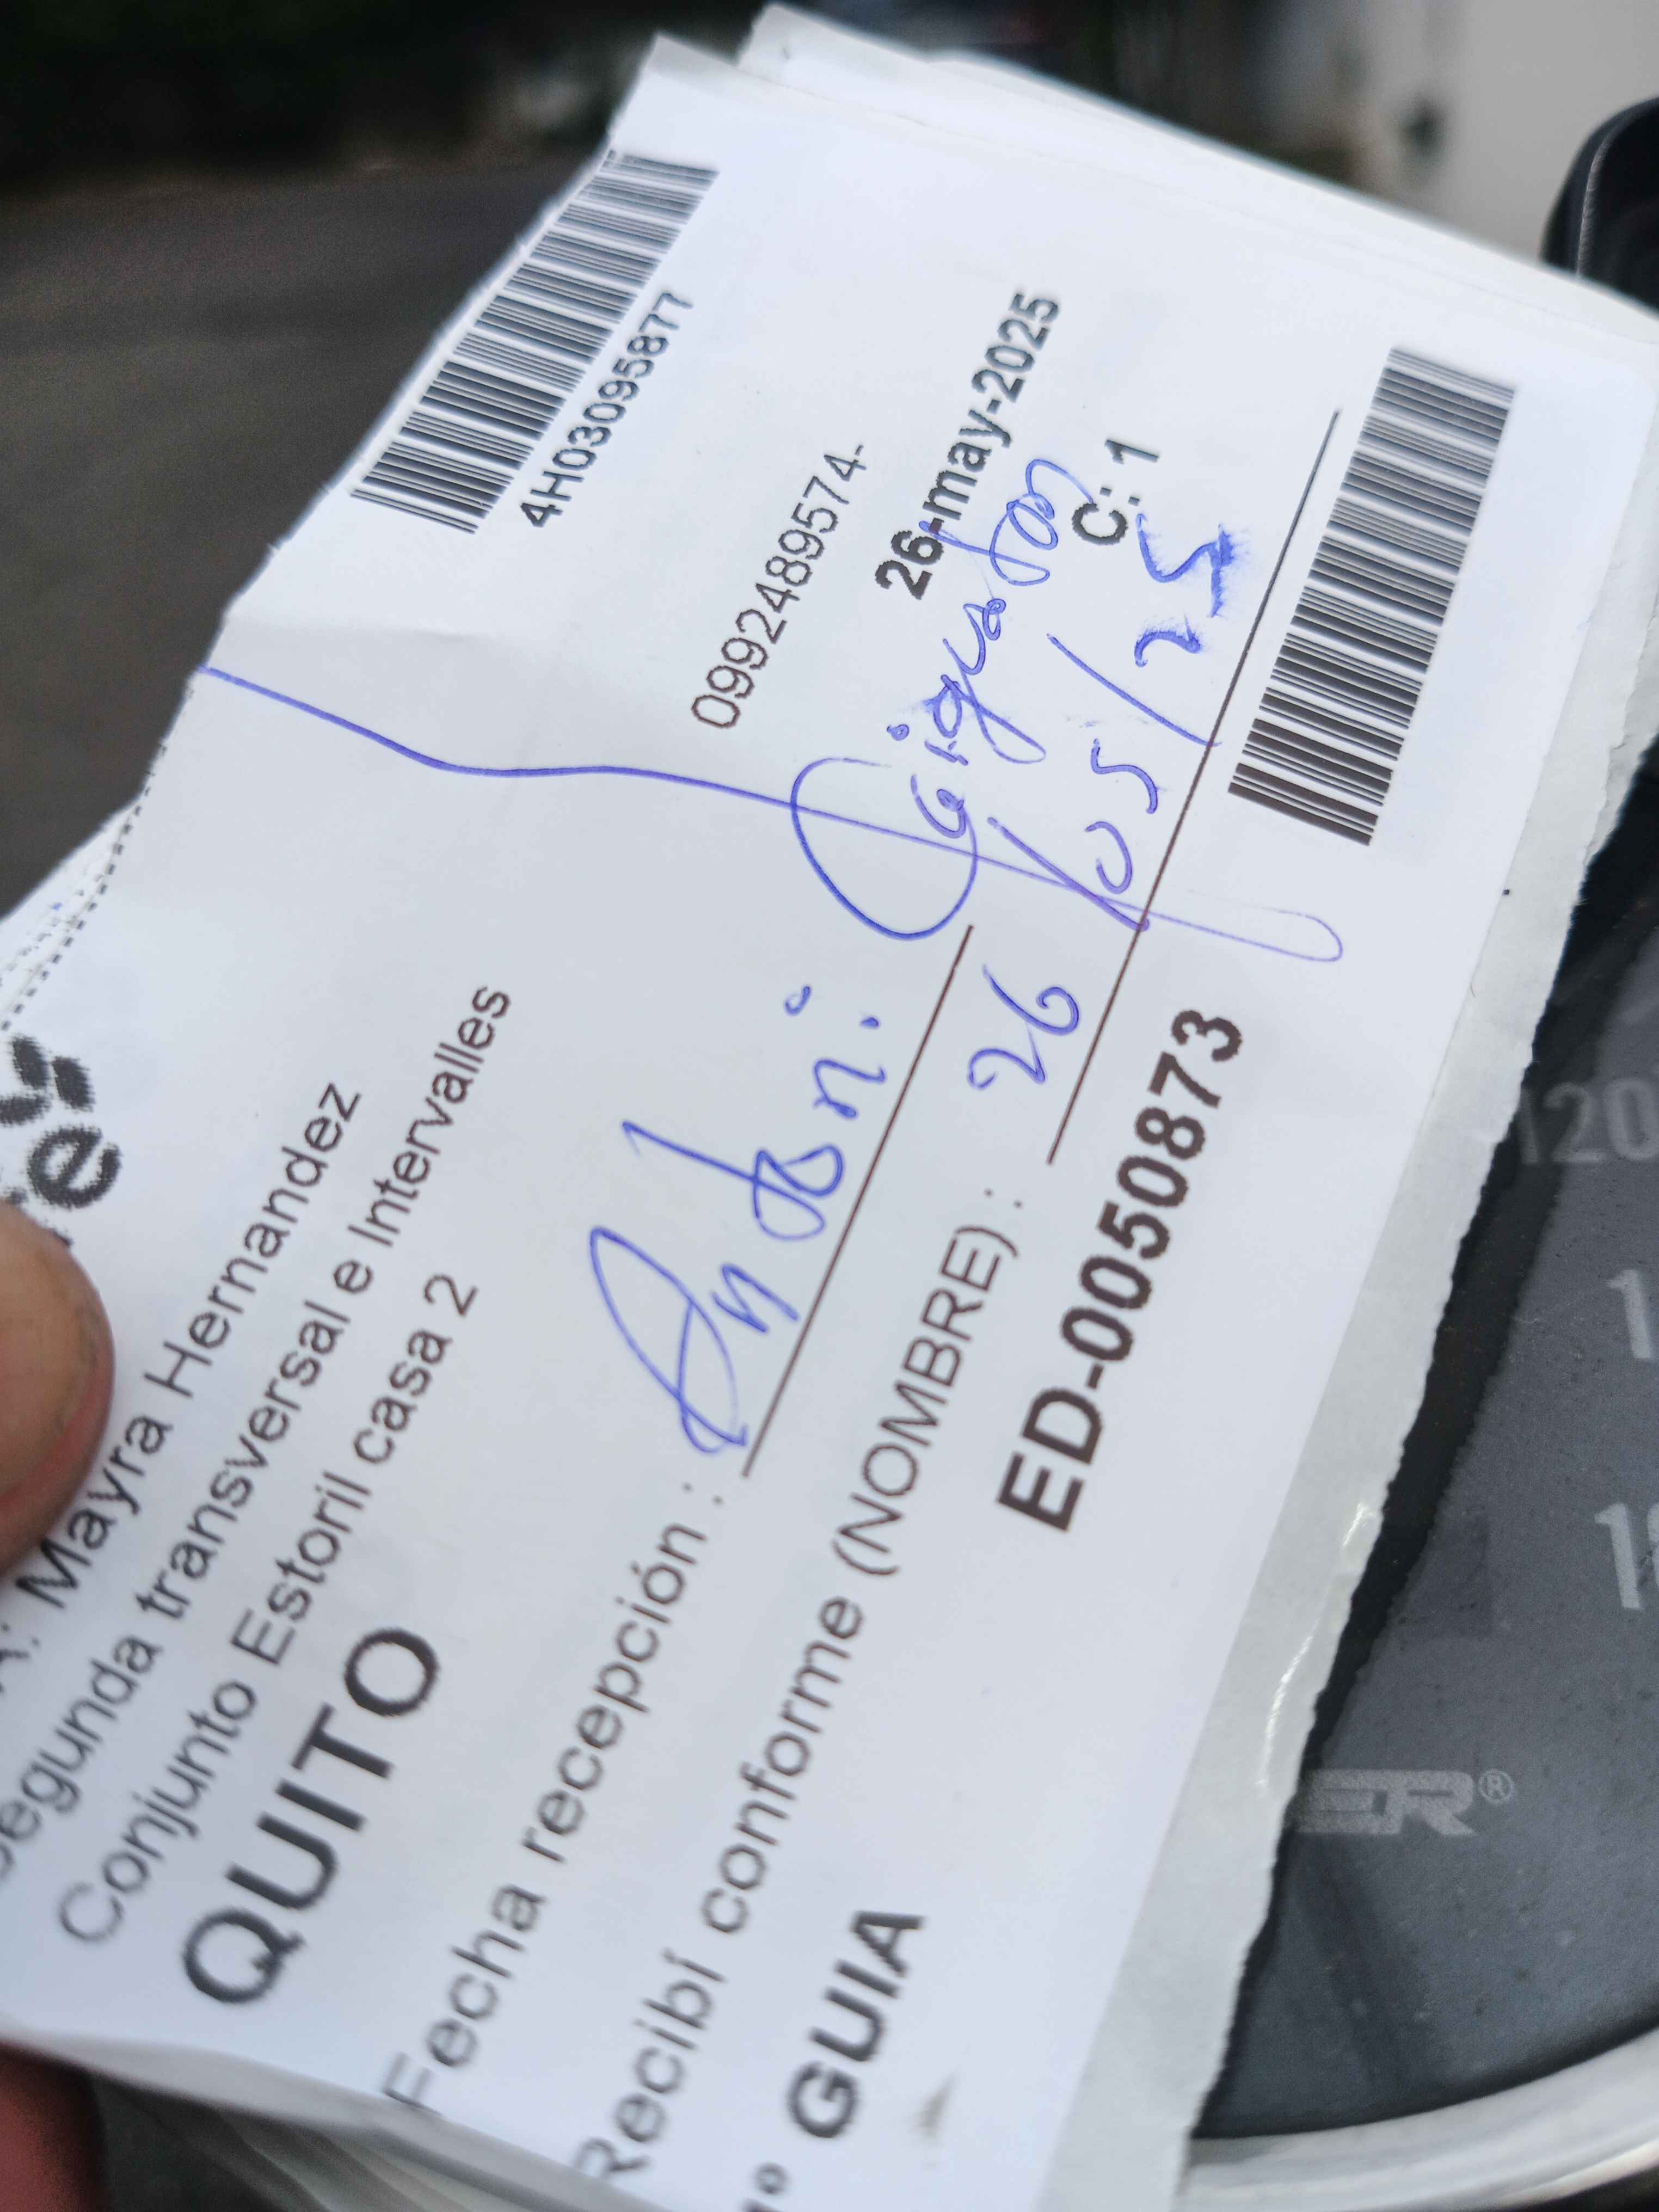 4H03095877
e
A: Mayra Hernandez
segunda transversal e Intervalles
Conjunto Estoril casa 2
0992489574-
QUITO
26-may-2025
C: 1
Fecha recepción :
Recibí conforme (NOMBRE) :
26/05/25
N° GUIA ED-0050873
120